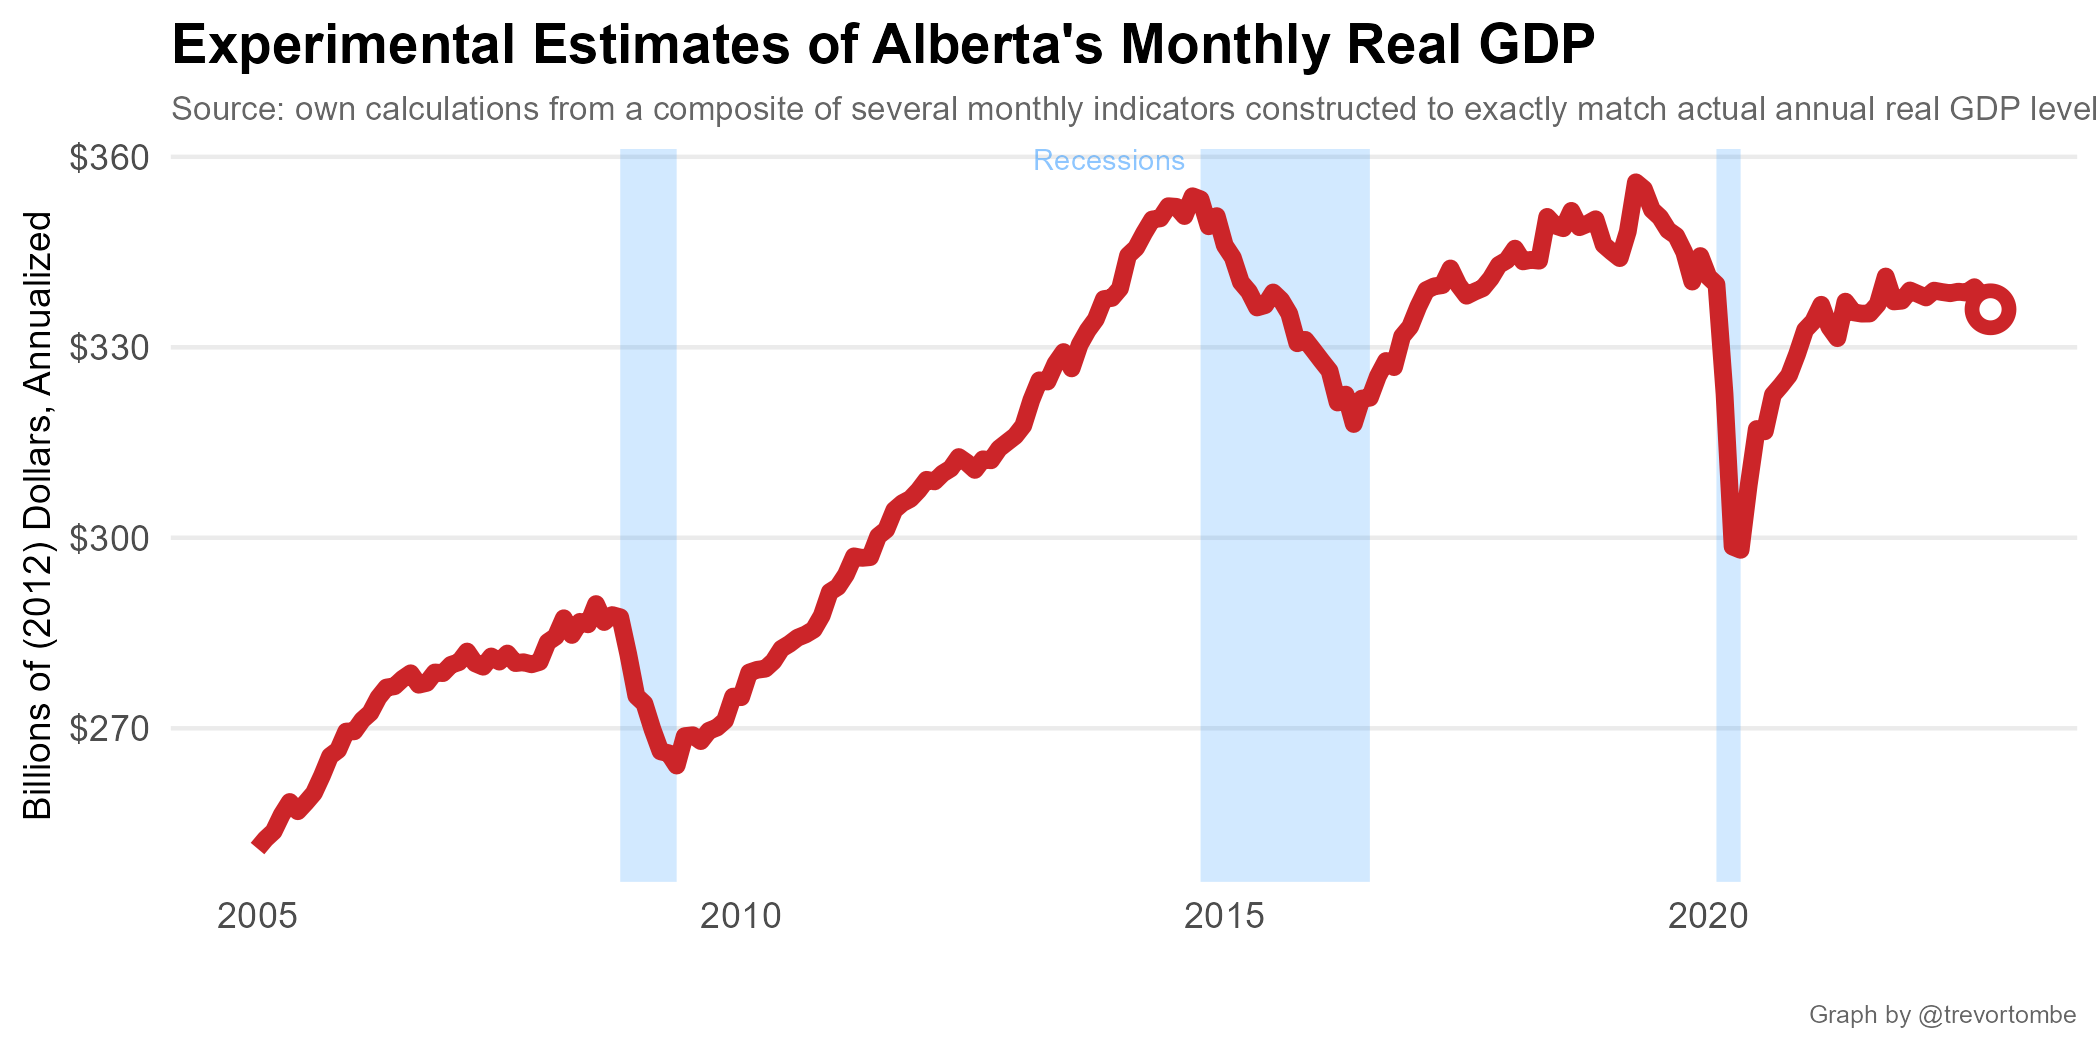 Experimental Estimates of Alberta's Monthly Real GDP
Source: own calculations from a composite of several monthly indicators constructed to exactly match actual annual real GDP level
Recessions
$360
$330
$300
$270
Billions of (2012) Dollars, Annualized
2005 2010 2015 2020
Graph by @trevortombe